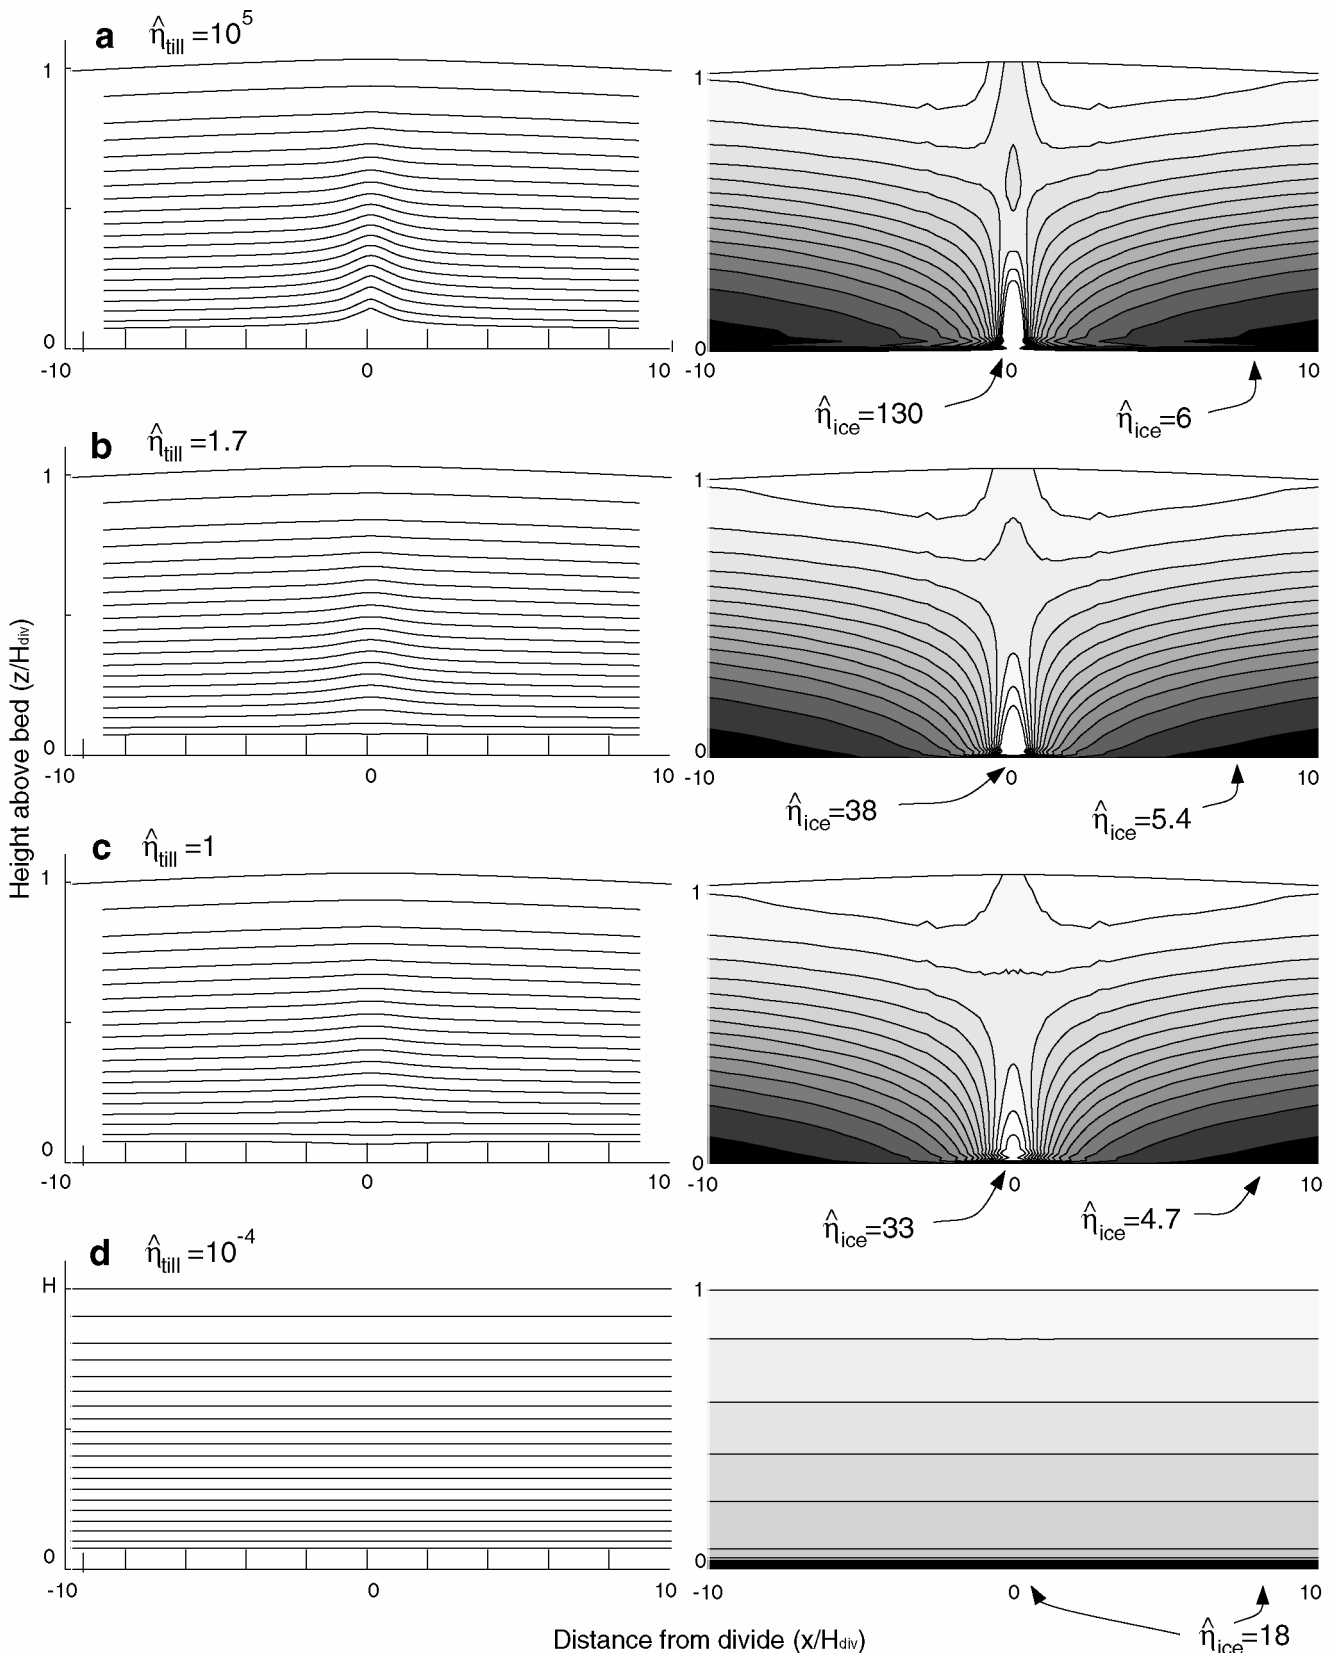 a η̂till =10^5
1
0
-10 0 10
1
0
-10 0 10
η̂ice=130 η̂ice=6
b η̂till =1.7
1
0
-10 0 10
1
0
-10 0 10
η̂ice=38 η̂ice=5.4
Height above bed (z/Hdiv)
c η̂till =1
1
0
-10 0 10
1
0
-10 0 10
η̂ice=33 η̂ice=4.7
d η̂till =10^-4
H
0
-10 0 10
1
0
-10 0 10
η̂ice=18
Distance from divide (x/Hdiv)